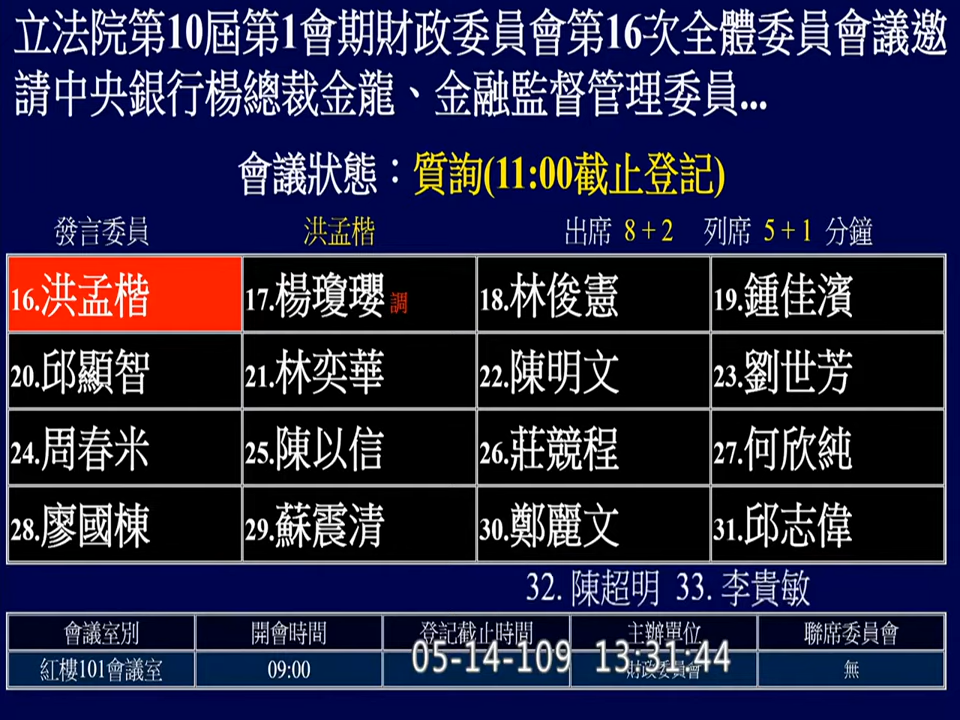 立法院第10屆第1會期財政委員會第16次全體委員會議邀
請中央銀行楊總裁金龍、金融監督管理委員...
會議狀態：質詢(11:00截止登記)
發言委員 洪孟楷 出席 8 + 2 列席 5 + 1 分鐘
16.洪孟楷 17.楊瓊瓔 調 18.林俊憲 19.鍾佳濱
20.邱顯智 21.林奕華 22.陳明文 23.劉世芳
24.周春米 25.陳以信 26.莊競程 27.何欣純
28.廖國棟 29.蘇震清 30.鄭麗文 31.邱志偉
32. 陳超明 33. 李貴敏
會議室別 開會時間 登記截止時間 主辦單位 聯席委員會
紅樓101會議室 09:00 財政委員會 無
05-14-109 13:31:44